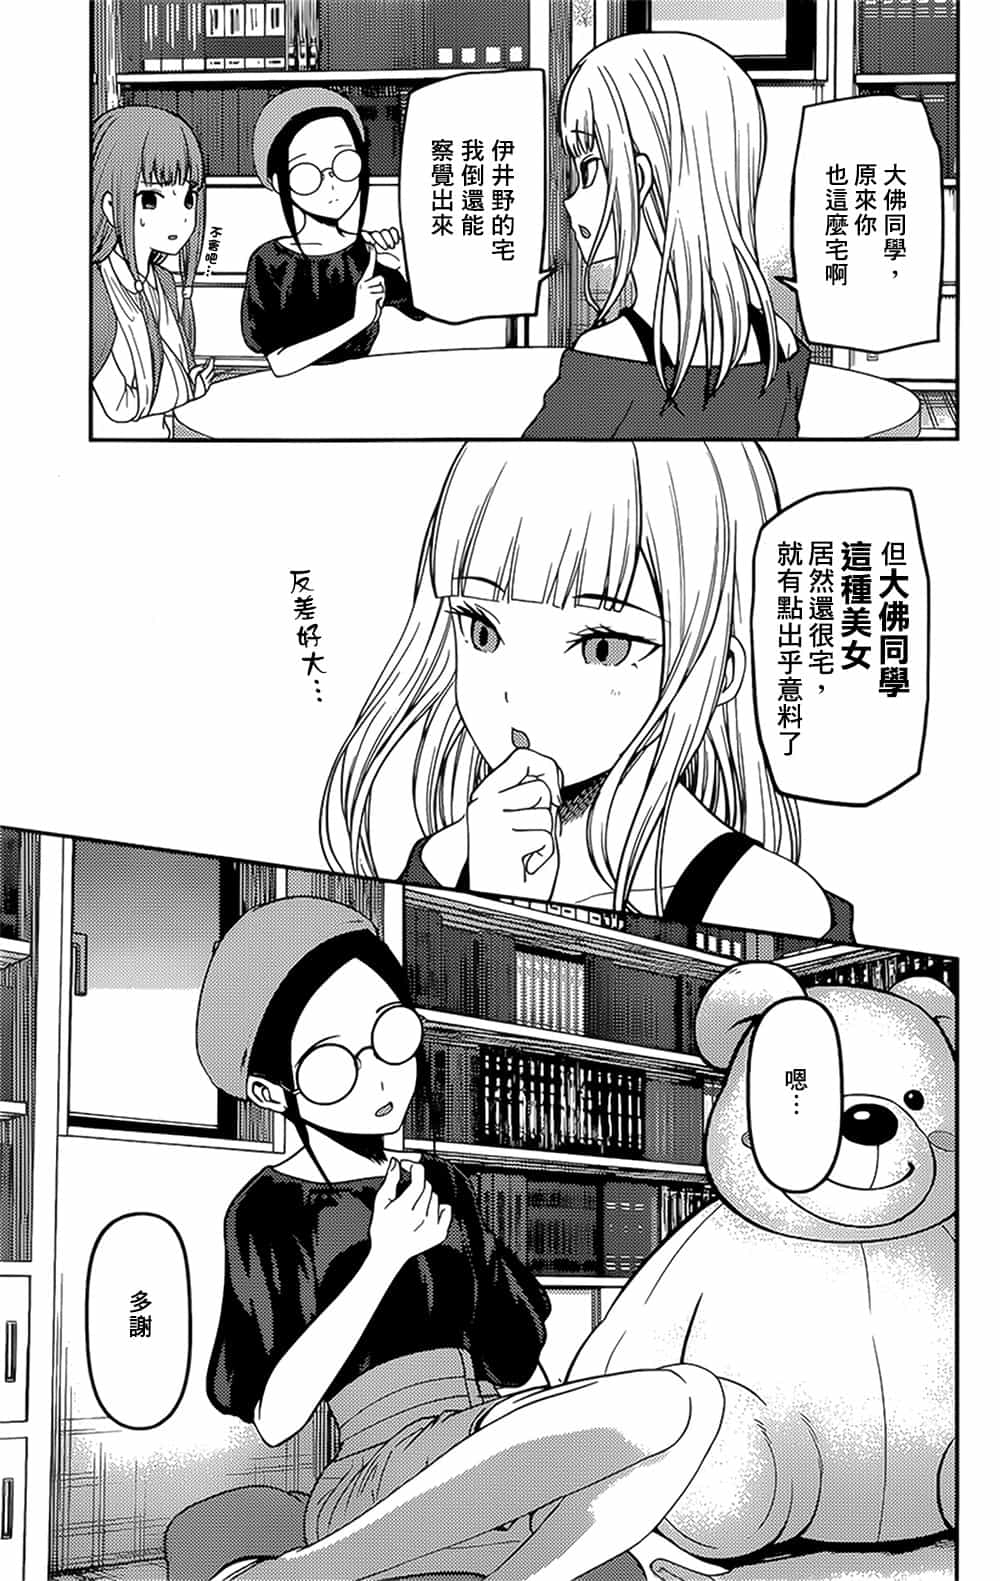 大佛同學，
原來你
也這麼宅啊
伊井野的宅
我倒還能
察覺出來
不害吧…
但大佛同學
這種美女
居然還很宅，
就有點出乎意料了
反差好大…
嗯…
多謝